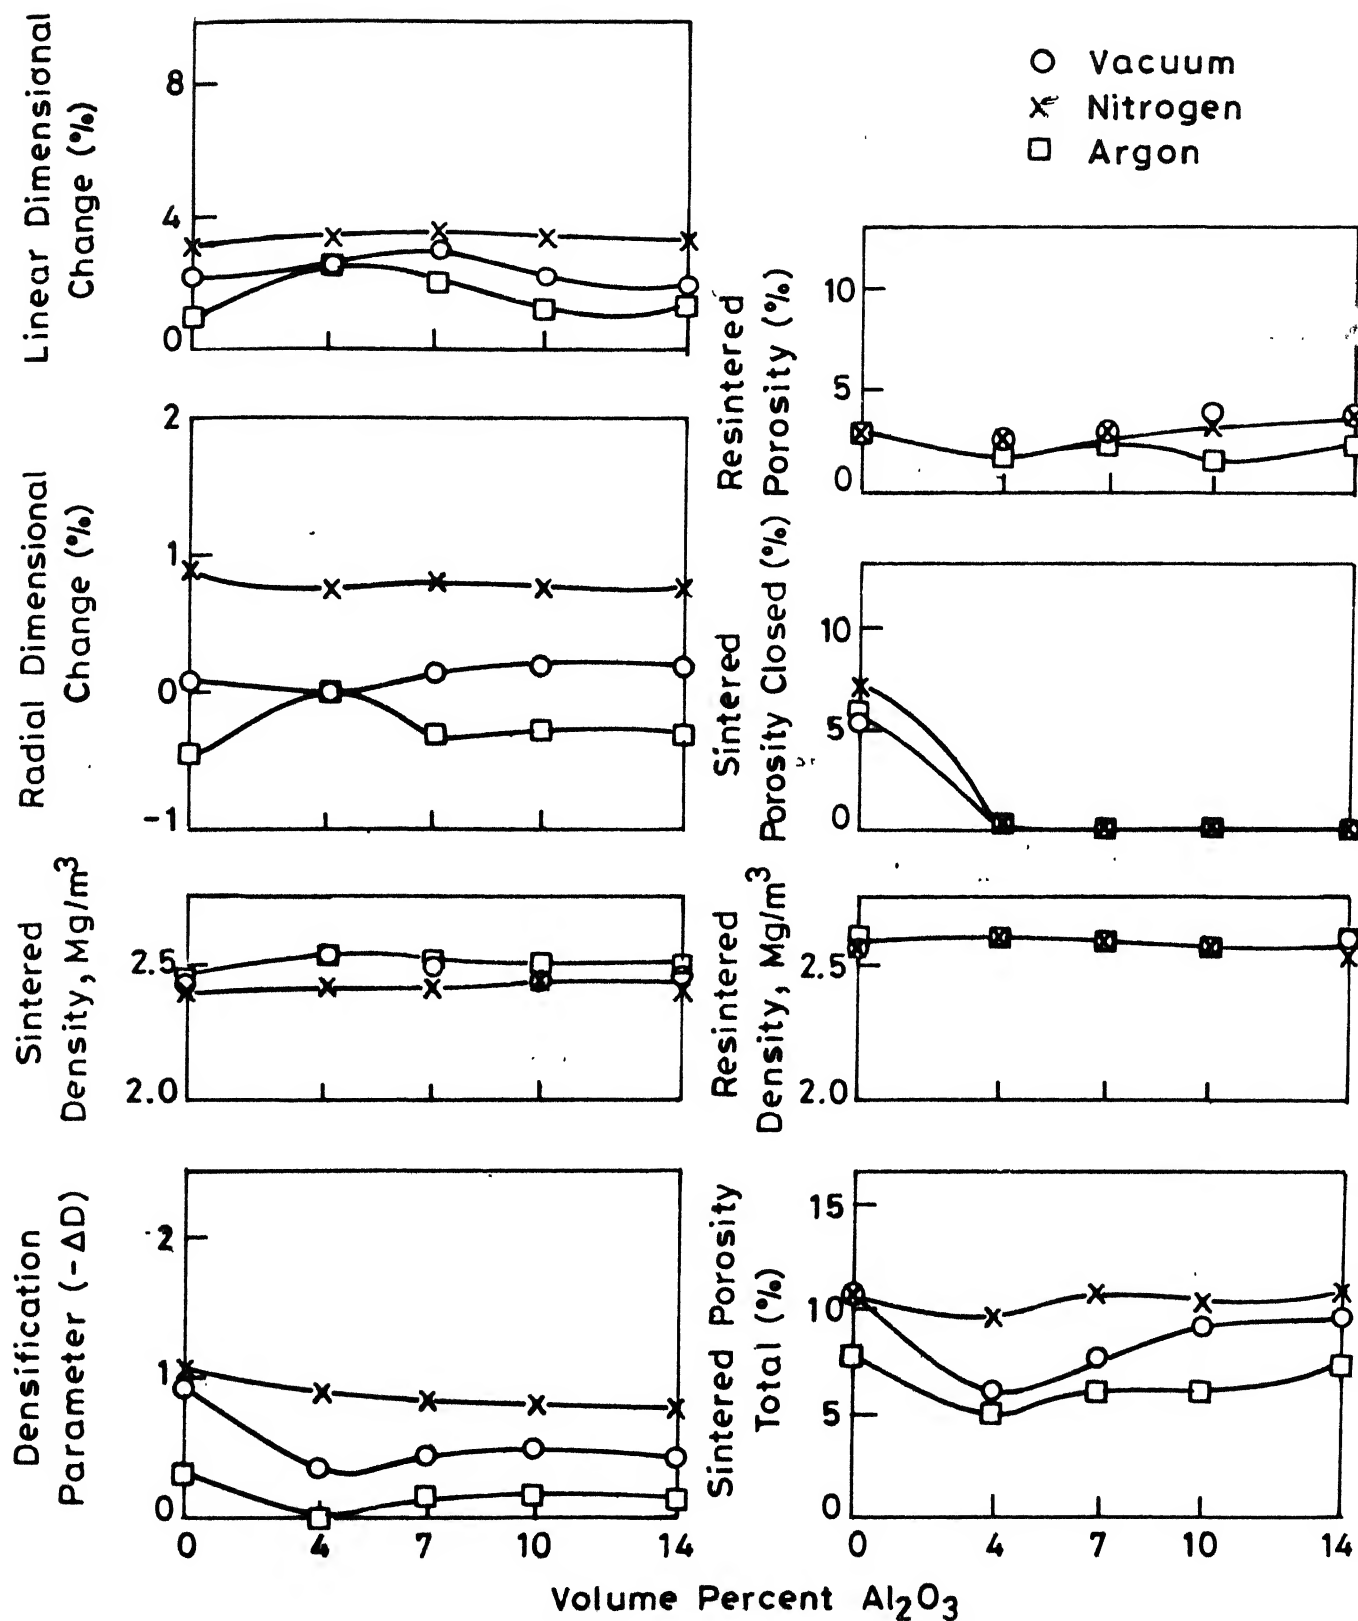 Vacuum
Nitrogen
Argon
Linear Dimensional
Change (%)
8
4
0
Radial Dimensional
Change (%)
2
1
0
-1
Sintered
Density, Mg/m³
2.5
2.0
Densification
Parameter (-ΔD)
2
1
0
0 4 7 10 14
Resintered
Porosity (%)
10
5
0
Sintered
Porosity Closed (%)
10
5
0
Resintered
Density, Mg/m³
2.5
2.0
Sintered Porosity
Total (%)
15
10
5
0
0 4 7 10 14
Volume Percent Al₂O₃